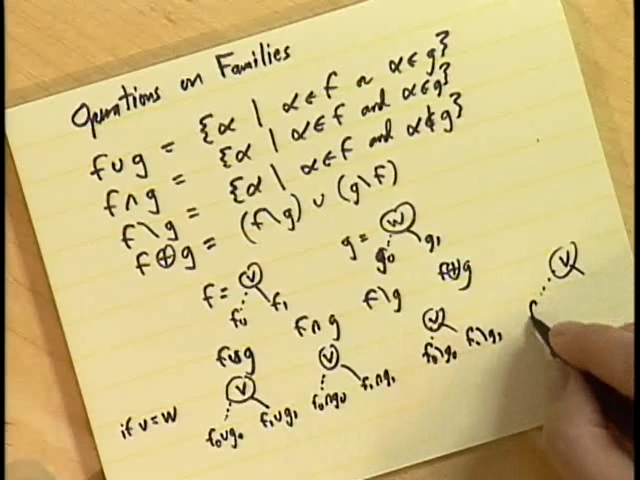 Operations on Families
f∪g = {α | α∈f or α∈g}
f∩g = {α | α∈f and α∈g}
f\g = {α | α∈f and α∉g}
f⊕g = (f\g) ∪ (g\f)
f = V f₀ f₁
g = W g₀ g₁
f∪g f∩g f\g f⊕g
if v=w
V f₀∪g₀ f₁∪g₁
V f₀∩g₀ f₁∩g₁
V f₀\g₀ f₁\g₁
V